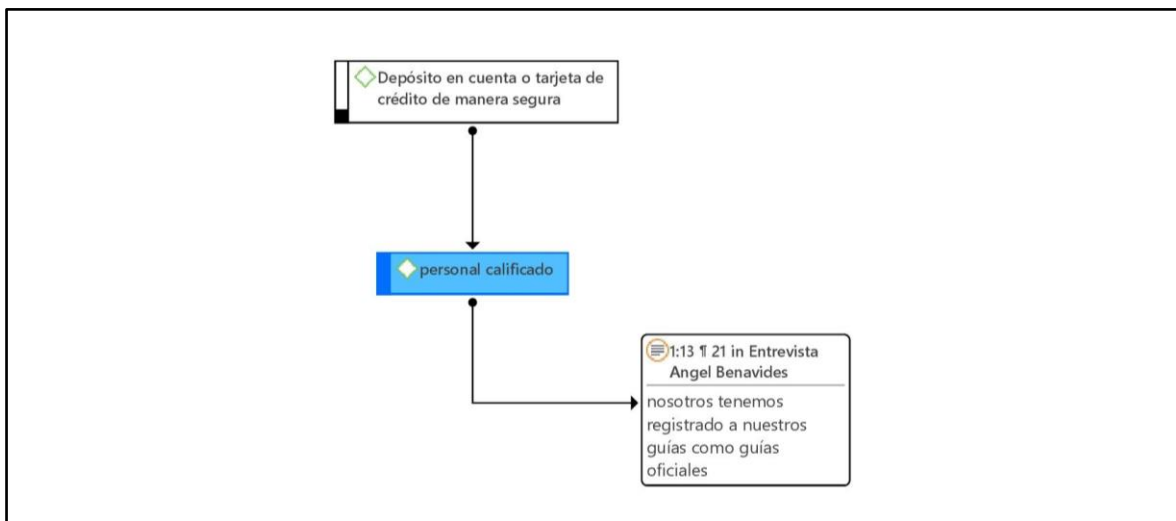 Depósito en cuenta o tarjeta de
crédito de manera segura
personal calificado
1:13 ¶ 21 in Entrevista
Angel Benavides
nosotros tenemos
registrado a nuestros
guías como guías
oficiales